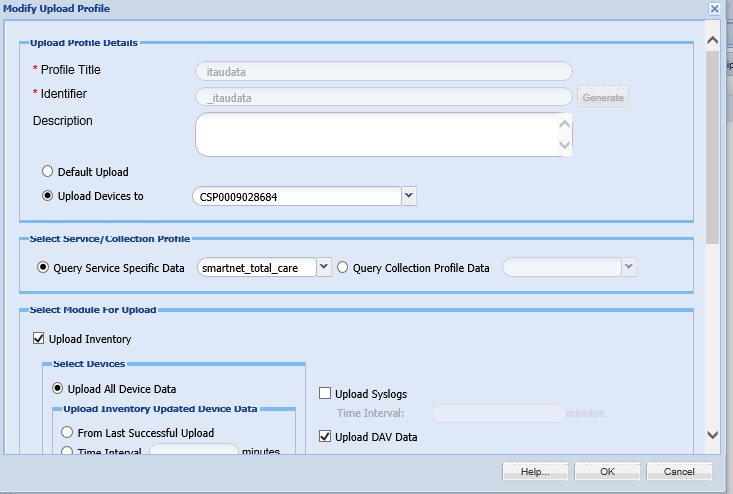 Modify Upload Profile
Upload Profile Details
* Profile Title
itaudata
* Identifier
_itaudata
Generate
Description
Default Upload
Upload Devices to
CSP0009028684
Select Service/Collection Profile
Query Service Specific Data
smartnet_total_care
Query Collection Profile Data
Select Module For Upload
Upload Inventory
Select Devices
Upload All Device Data
Upload Syslogs
Time Interval:
minutes.
Upload Inventory Updated Device Data
From Last Successful Upload
Upload DAV Data
Time Interval
minutes
Help...
OK
Cancel